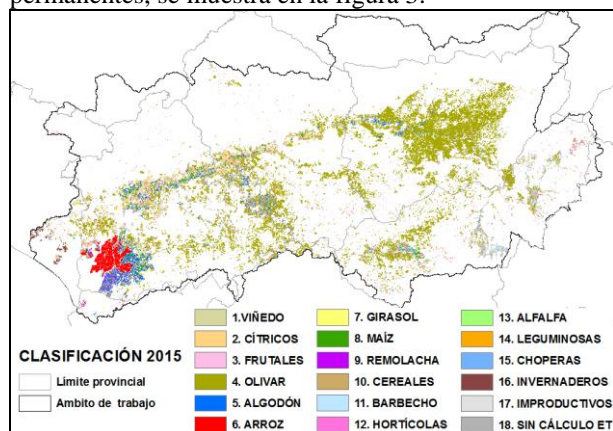 permanentes, se muestra en la figura 3.
CLASIFICACIÓN 2015
Límite provincial
Ambito de trabajo
1.VIÑEDO
2. CÍTRICOS
3. FRUTALES
4. OLIVAR
5. ALGODÓN
6. ARROZ
7. GIRASOL
8. MAÍZ
9. REMOLACHA
10. CEREALES
11. BARBECHO
12. HORTÍCOLAS
13. ALFALFA
14. LEGUMINOSAS
15. CHOPERAS
16. INVERNADEROS
17. IMPRODUCTIVOS
18. SIN CÁLCULO ET